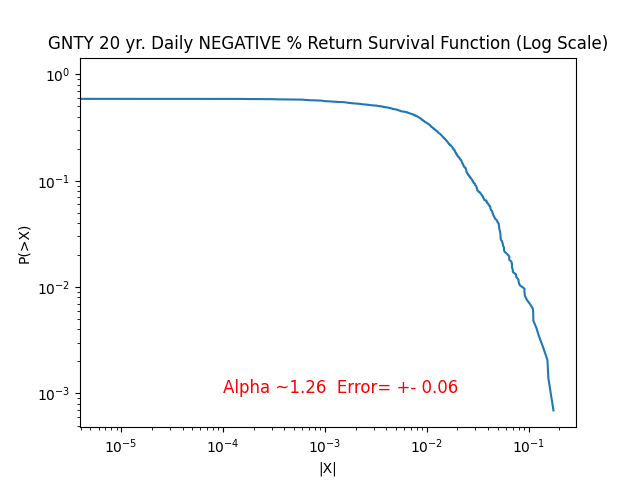 GNTY 20 yr. Daily NEGATIVE % Return Survival Function (Log Scale)
10⁰
10⁻¹
10⁻²
10⁻³
P(>X)
Alpha ~1.26  Error= +- 0.06
10⁻⁵ 10⁻⁴ 10⁻³ 10⁻² 10⁻¹
|X|